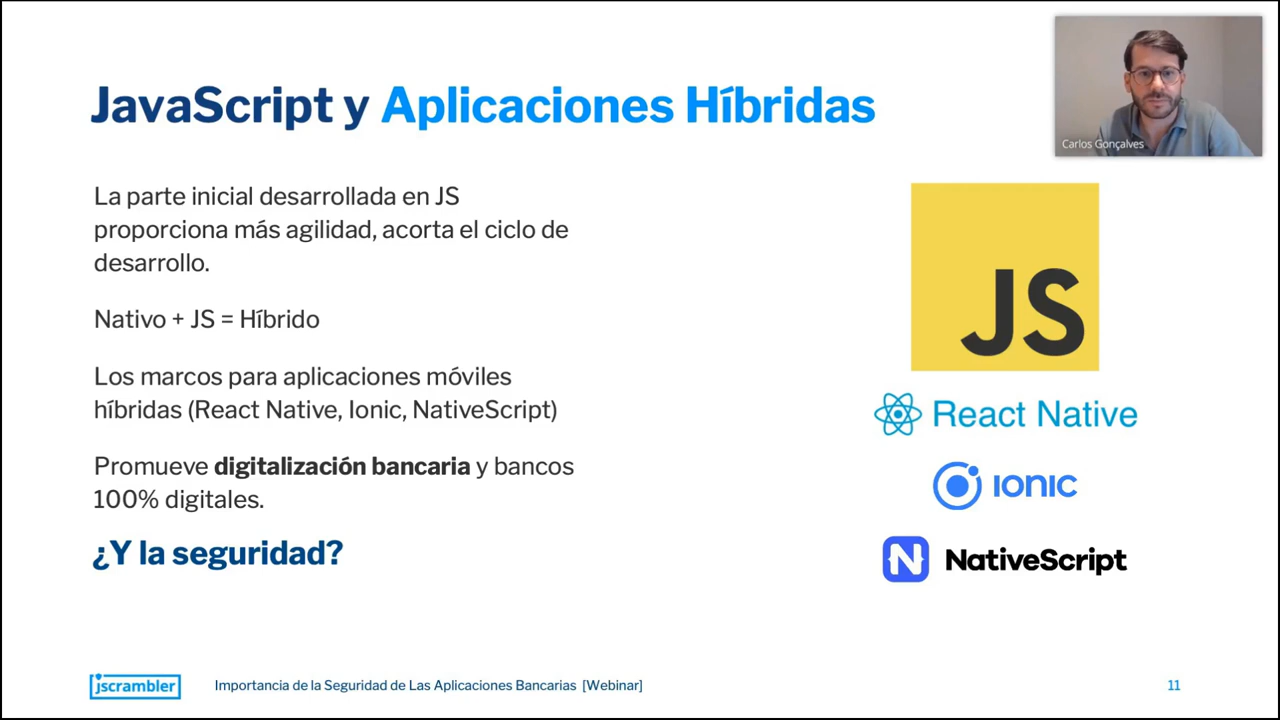 JavaScript y Aplicaciones Híbridas
Carlos Gonçalves
La parte inicial desarrollada en JS
proporciona más agilidad, acorta el ciclo de
desarrollo.
Nativo + JS = Híbrido
Los marcos para aplicaciones móviles
híbridas (React Native, Ionic, NativeScript)
Promueve digitalización bancaria y bancos
100% digitales.
¿Y la seguridad?
JS
React Native
IONIC
N NativeScript
jscrambler
Importancia de la Seguridad de Las Aplicaciones Bancarias [Webinar]
11